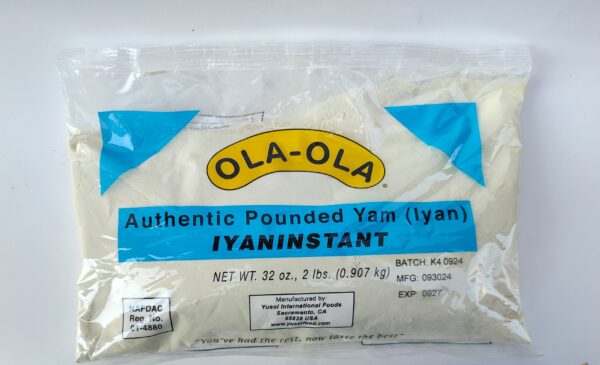 OLA-OLA
Authentic Pounded Yam (Iyan)
IYANINSTANT
NET WT. 32 oz., 2 lbs. (0.907 kg)
BATCH: K4 0924
MFG: 093024
EXP: 0927
NAFDAC
Reg. No.
01-4880
Manufactured by:
Yusol International Foods
Sacramento, CA
95828 USA
www.yusolfood.com
"You've had the rest, now taste the best"